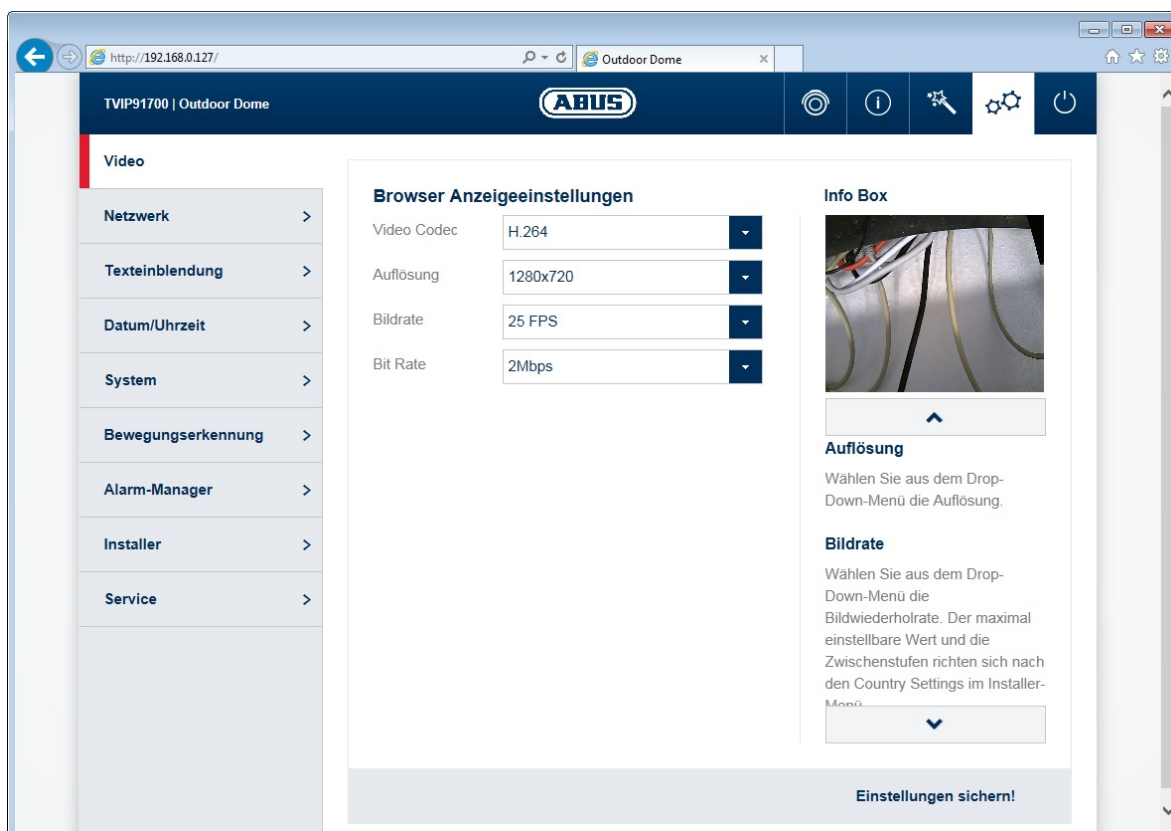 http://192.168.0.127/
Outdoor Dome
TVIP91700 | Outdoor Dome
ABUS
Video
Netzwerk
Texteinblendung
Datum/Uhrzeit
System
Bewegungserkennung
Alarm-Manager
Installer
Service
Browser Anzeigeeinstellungen
Video Codec
H.264
Auflösung
1280x720
Bildrate
25 FPS
Bit Rate
2Mbps
Info Box
Auflösung
Wählen Sie aus dem Drop-
Down-Menü die Auflösung.
Bildrate
Wählen Sie aus dem Drop-
Down-Menü die
Bildwiederholrate. Der maximal
einstellbare Wert und die
Zwischenstufen richten sich nach
den Country Settings im Installer-
Menü
Einstellungen sichern!